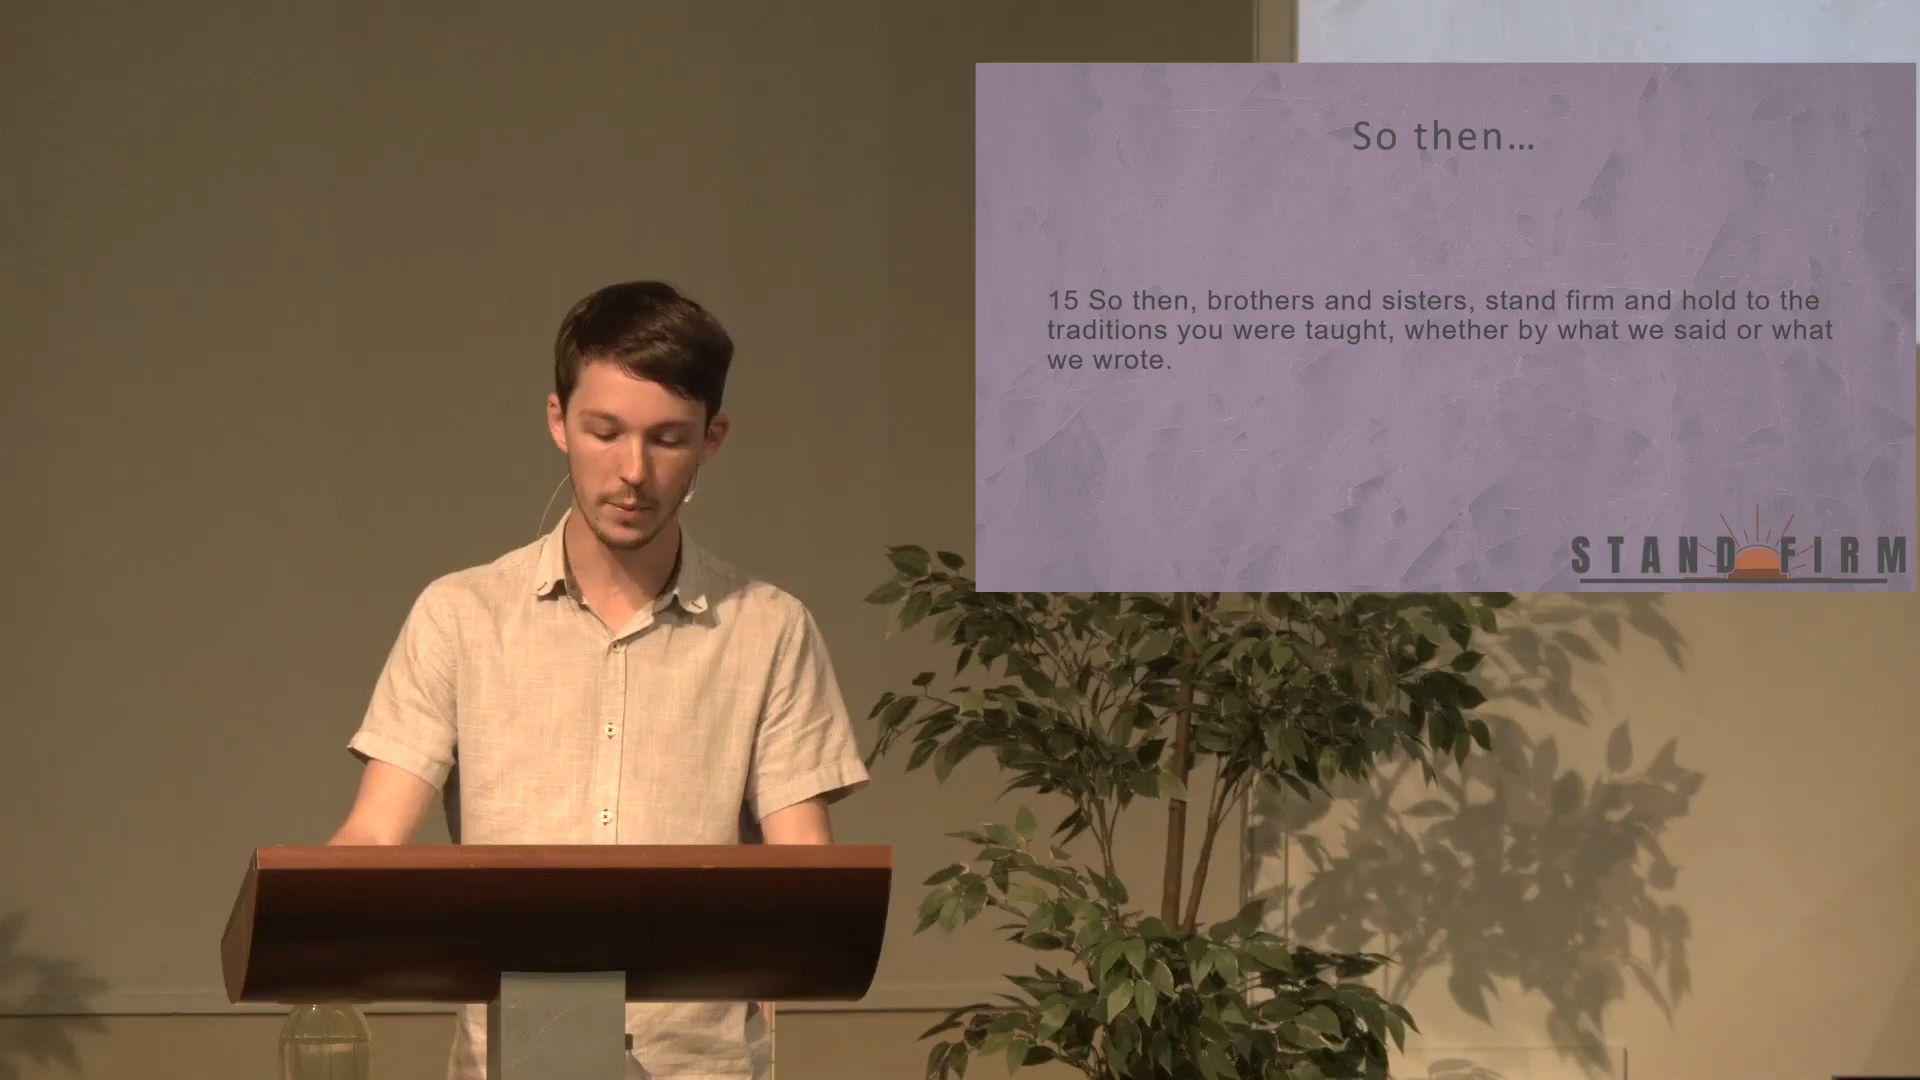 So then...
15 So then, brothers and sisters, stand firm and hold to the
traditions you were taught, whether by what we said or what
we wrote.
STAND FIRM